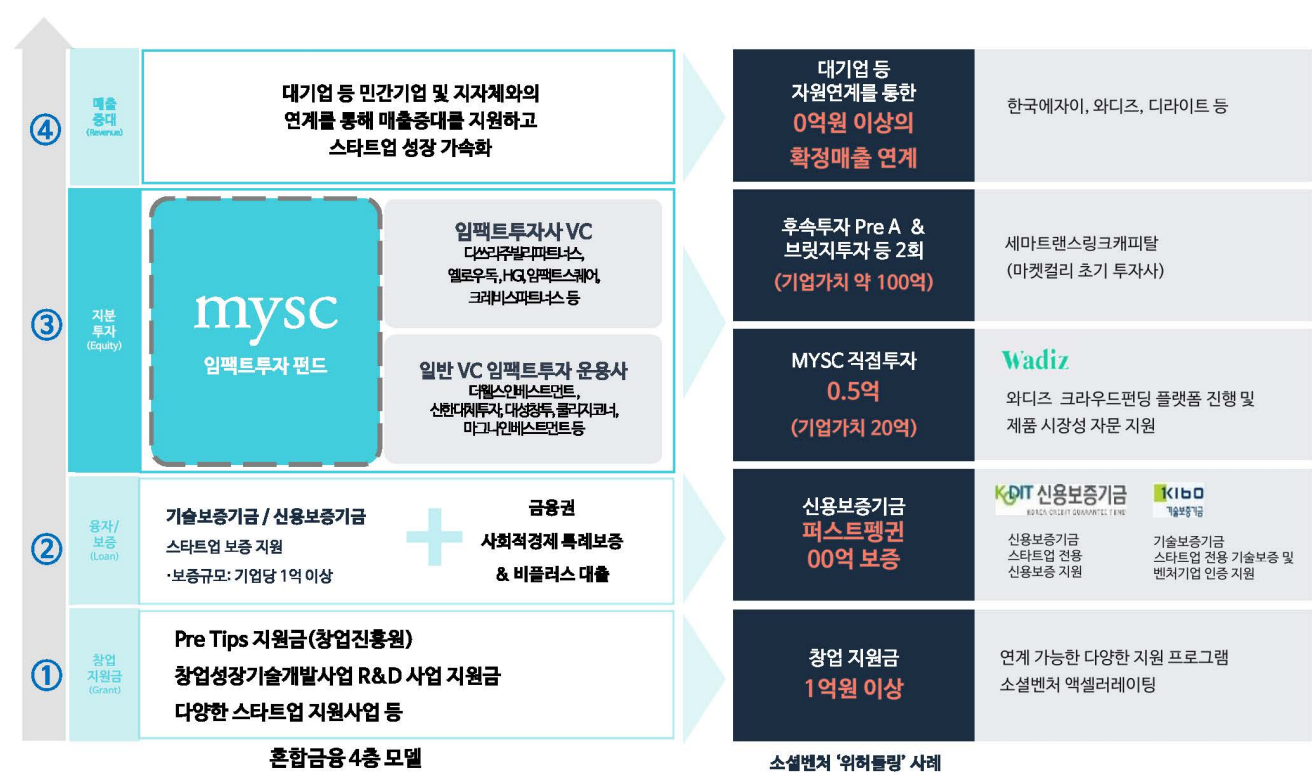 ④
매출
증대
(Revenue)
대기업 등 민간기업 및 지자체와의
연계를 통해 매출증대를 지원하고
스타트업 성장 가속화
대기업 등
자원연계를 통한
0억원 이상의
확정매출 연계
한국에자이, 와디즈, 디라이트 등
③
지분
투자
(Equity)
mysc
임팩트투자 펀드
임팩트투자사 VC
디쓰리쥬빌리파트너스,
옐로우독, HGI, 임팩트스퀘어,
크레비스파트너스 등
일반 VC 임팩트투자 운용사
더웰스인베스트먼트,
신한대체투자, 대성창투, 쿨리지코너,
마그나인베스트먼트 등
후속투자 Pre A &
브릿지투자 등 2회
(기업가치 약 100억)
세마트랜스링크캐피탈
(마켓컬리 초기 투자사)
MYSC 직접투자
0.5억
(기업가치 20억)
Wadiz
와디즈 크라우드펀딩 플랫폼 진행 및
제품 시장성 자문 지원
②
융자/
보증
(Loan)
기술보증기금 / 신용보증기금
스타트업 보증 지원
·보증규모: 기업당 1억 이상
+
금융권
사회적경제 특례보증
& 비플러스 대출
신용보증기금
퍼스트펭귄
00억 보증
KODIT 신용보증기금
KOREA CREDIT GUARANTEE FUND
신용보증기금
스타트업 전용
신용보증 지원
KIBO
기술보증기금
기술보증기금
스타트업 전용 기술보증 및
벤처기업 인증 지원
①
창업
지원금
(Grant)
Pre Tips 지원금(창업진흥원)
창업성장기술개발사업 R&D 사업 지원금
다양한 스타트업 지원사업 등
창업 지원금
1억원 이상
연계 가능한 다양한 지원 프로그램
소셜벤처 액셀러레이팅
혼합금융 4층 모델
소셜벤처 '위허들링' 사례